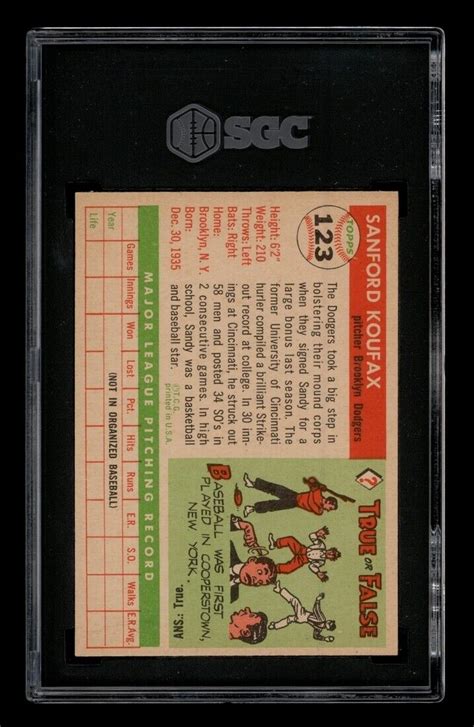 SGC
TOPPS
123
SANFORD KOUFAX
pitcher Brooklyn Dodgers
Height: 6'2"
Weight: 210
Throws: Left
Bats: Right
Home:
Brooklyn, N. Y.
Born:
Dec. 30, 1935
The Dodgers took a big step in
bolstering their mound corps
when they signed Sandy for a
large bonus last season. The
former University of Cincinnati
hurler compiled a brilliant Strike-
out record at college. In 30 inn-
ings at Cincinnati, he struck out
58 men and posted 34 SO's in
2 consecutive games. In high
school, Sandy was a basketball
and baseball star.
©T.C.G.
printed in U.S.A.
?
TRUE OR FALSE
B
BASEBALL WAS FIRST
PLAYED IN COOPERSTOWN,
NEW YORK.
ANS: True.
MAJOR LEAGUE PITCHING RECORD
Games Innings Won Lost Pct. Hits Runs E.R. S.O. Walks E.R.Avg.
Year
(NOT IN ORGANIZED BASEBALL)
Life